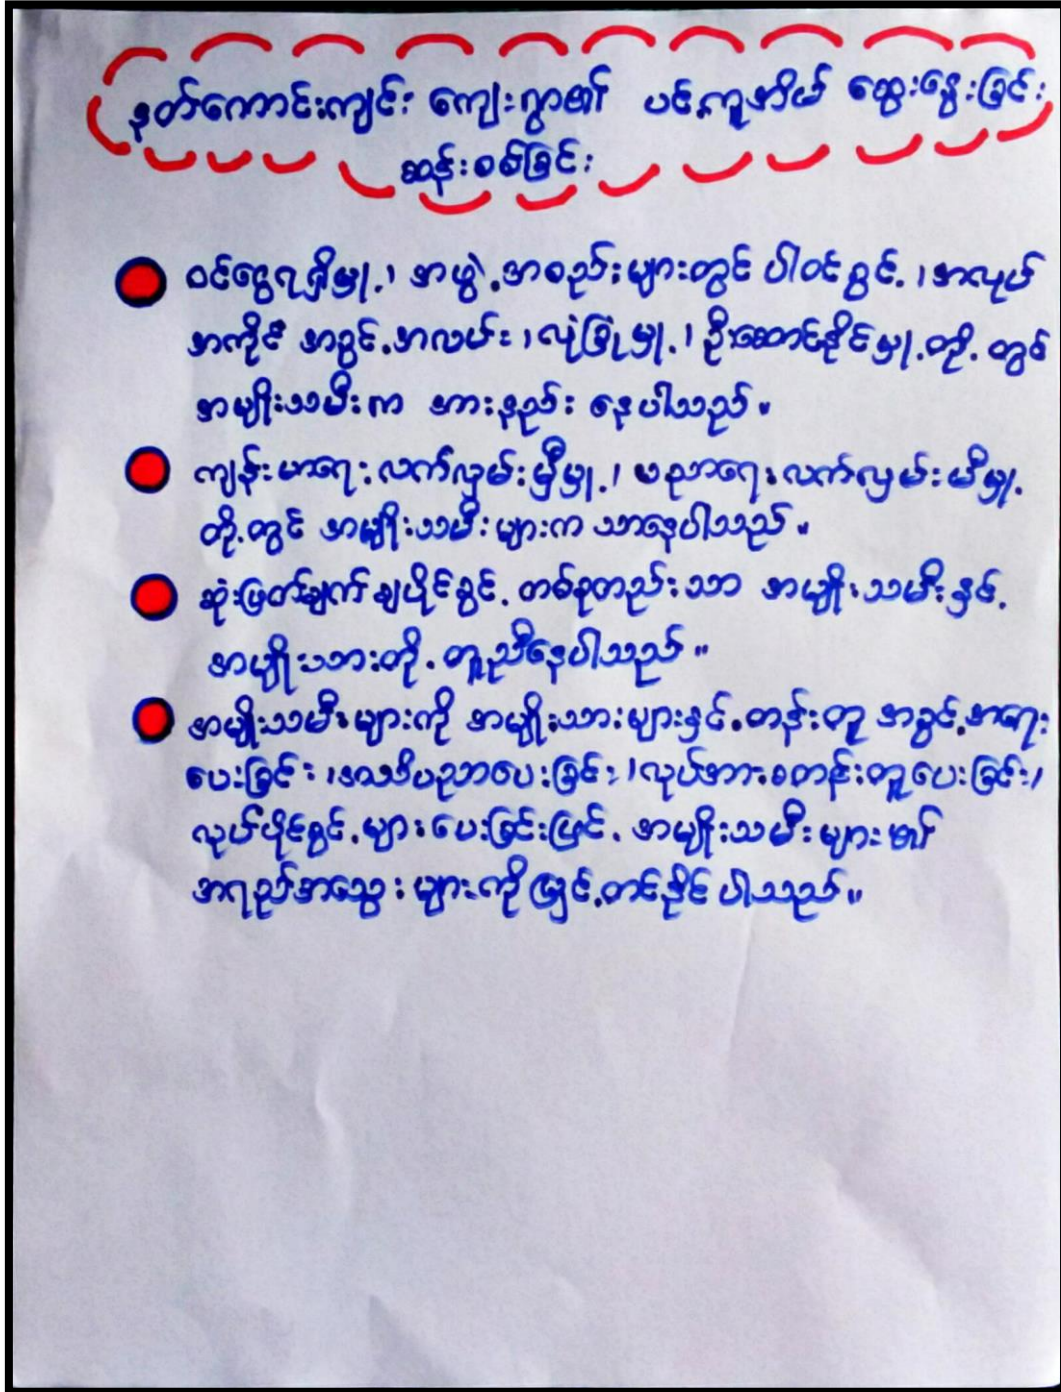 နတ်ကောင်းကျင်း ကျေးရွာ၏ ပင့်ကူအိမ် ဆွေးနွေးခြင်း
ဆန်းစစ်ခြင်း
ဝင်ငွေရရှိမှု့၊ အဖွဲ့အစည်းများတွင် ပါဝင်ခွင့်၊ အလုပ်
အကိုင် အခွင့်အလမ်း၊ လုံခြုံမှု့၊ ဦးဆောင်နိုင်မှု့တို့တွင်
အမျိုးသမီးက အားနည်း နေပါသည်။
ကျန်းမာရေးလက်လှမ်းမှီမှု့၊ ပညာရေးလက်လှမ်းမီမှု့
တို့တွင် အမျိုးသမီးများက သာနေပါသည်။
ဆုံးဖြတ်ချက်ချပိုင်ခွင့် တစ်ခုတည်းသာ အမျိုးသမီးနှင့်
အမျိုးသားတို့ တူညီနေပါသည်။
အမျိုးသမီးများကို အမျိုးသားများနှင့်တန်းတူ အခွင့်အရေး
ပေးခြင်း၊ အသိပညာပေးခြင်း၊ လုပ်အားခတန်းတူပေးခြင်း၊
လုပ်ပိုင်ခွင့်များပေးခြင်းဖြင့် အမျိုးသမီးများ၏
အရည်အသွေးများကိုမြှင့်တင်နိုင်ပါသည်။